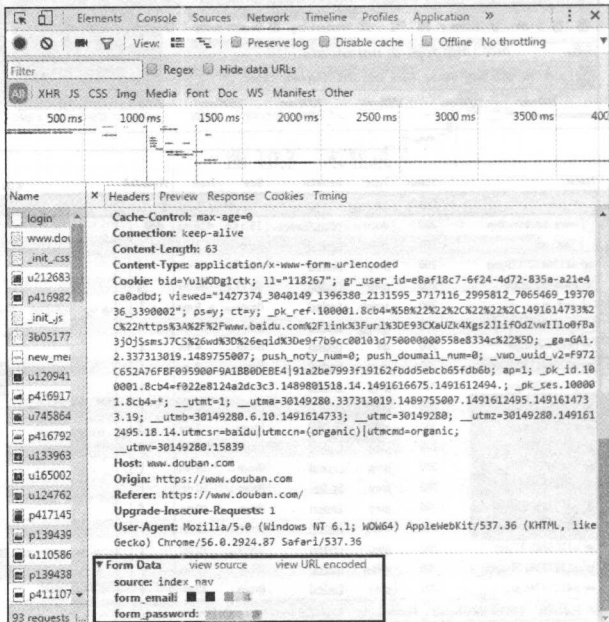 Elements Console Sources Network Timeline Profiles Application »
View: Preserve log Disable cache Offline No throttling
Filter Regex Hide data URLs
All XHR JS CSS Img Media Font Doc WS Manifest Other
500 ms 1000 ms 1500 ms 2000 ms 2500 ms 3000 ms 3500 ms 400
Name × Headers Preview Response Cookies Timing
login
www.dou
_init_css
u212683
p416982
_init_.js
3b05177
new_mer
u120941
p416917
u745864
p416792
u133963
u165002
u124762
p417145
p139439
u110586
p139438
p411107
93 requests
Cache-Control: max-age=0
Connection: keep-alive
Content-Length: 63
Content-Type: application/x-www-form-urlencoded
Cookie: bid=YulWODglctk; ll="118267"; gr_user_id=e8af18c7-6f24-4d72-835a-a21e4
ca0adbd; viewed="1427374_3040149_1396380_2131595_3717116_2995812_7065469_19370
36_3390002"; ps=y; ct=y; _pk_ref.100001.8cb4=%5B%22%22%2C%22%22%2C1491614733%2
C%22https%3A%2F%2Fwww.baidu.com%2Flink%3Furl%3DE93CXaUZk4Xgs23IifOdZvwII1o0fBa
3jOjSsmsJ7CS%26wd%3D%26eqid%3De9f7b9cc00103d750000000558e8334c%22%5D; _ga=GA1.
2.337313019.1489755007; push_noty_num=0; push_doumail_num=0; _vwo_uuid_v2=F972
C652A76FBF095900F9A1BB0DEBE4|91a2be7993f19162fbdd5ebcb65fdb6b; ap=1; _pk_id.10
0001.8cb4=f022e8124a2dc3c3.1489801518.14.1491616675.1491612494.; _pk_ses.10000
1.8cb4=*; __utmt=1; __utma=30149280.337313019.1489755007.1491612495.149161473
3.19; __utmb=30149280.6.10.1491614733; __utmc=30149280; __utmz=30149280.149161
2495.18.14.utmcsr=baidu|utmccn=(organic)|utmcmd=organic;
__utmv=30149280.15839
Host: www.douban.com
Origin: https://www.douban.com
Referer: https://www.douban.com/
Upgrade-Insecure-Requests: 1
User-Agent: Mozilla/5.0 (Windows NT 6.1; WOW64) AppleWebKit/537.36 (KHTML, like
Gecko) Chrome/56.0.2924.87 Safari/537.36
Form Data view source view URL encoded
source: index_nav
form_email:
form_password: